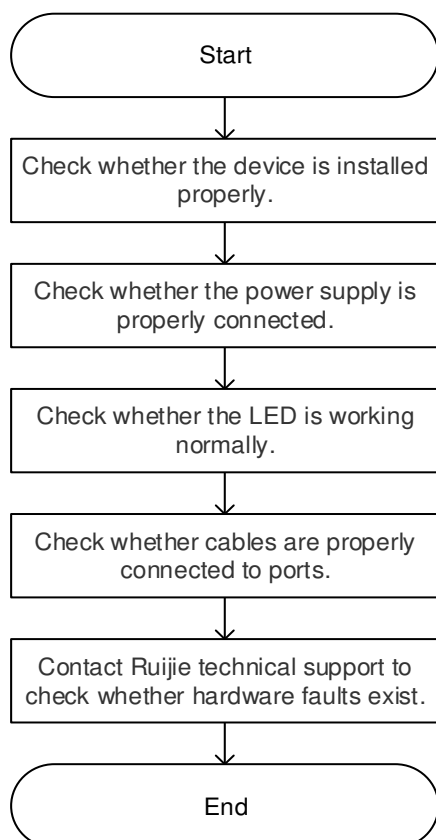 Start
Check whether the device is installed
properly.
Check whether the power supply is
properly connected.
Check whether the LED is working
normally.
Check whether cables are properly
connected to ports.
Contact Ruijie technical support to
check whether hardware faults exist.
End